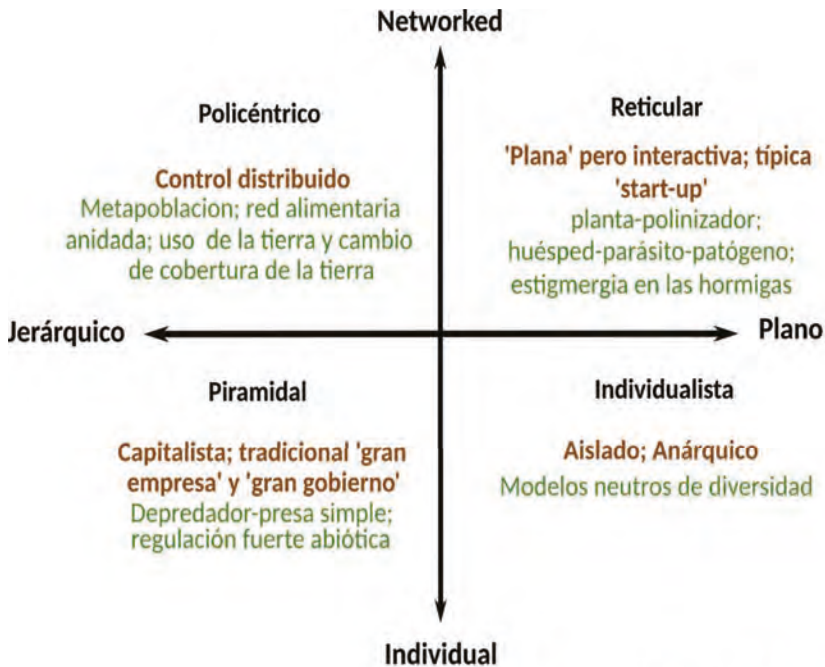 Networked
Policéntrico
Control distribuido
Metapoblacion; red alimentaria
anidada; uso de la tierra y cambio
de cobertura de la tierra
Reticular
'Plana' pero interactiva; típica
'start-up'
planta-polinizador;
huésped-parásito-patógeno;
estigmergia en las hormigas
Jerárquico
Plano
Piramidal
Capitalista; tradicional 'gran
empresa' y 'gran gobierno'
Depredador-presa simple;
regulación fuerte abiótica
Individualista
Aislado; Anárquico
Modelos neutros de diversidad
Individual